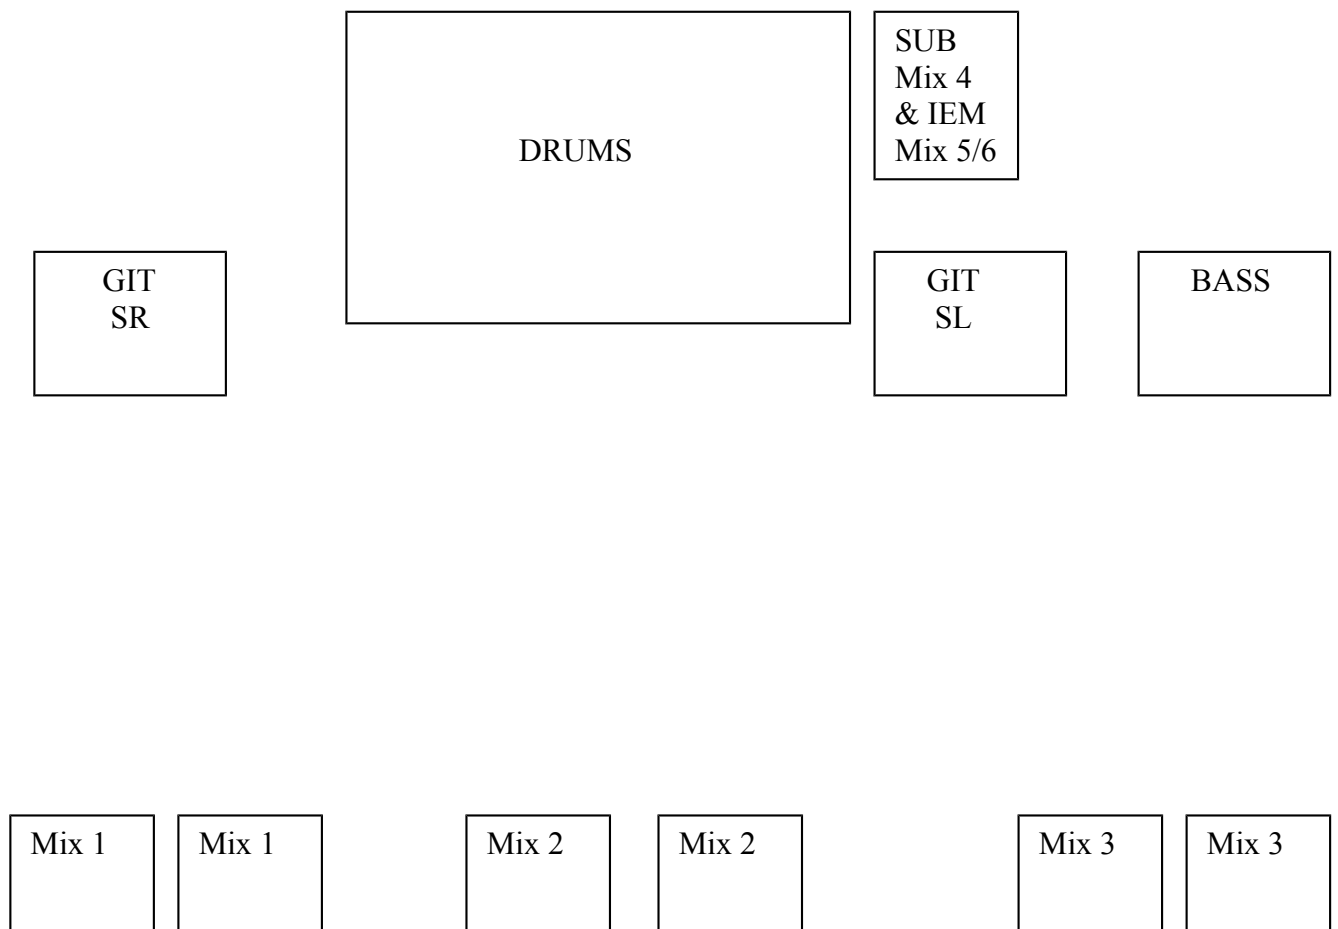 SUB
Mix 4
& IEM
Mix 5/6
DRUMS
GIT
SR
GIT
SL
BASS
Mix 1
Mix 1
Mix 2
Mix 2
Mix 3
Mix 3